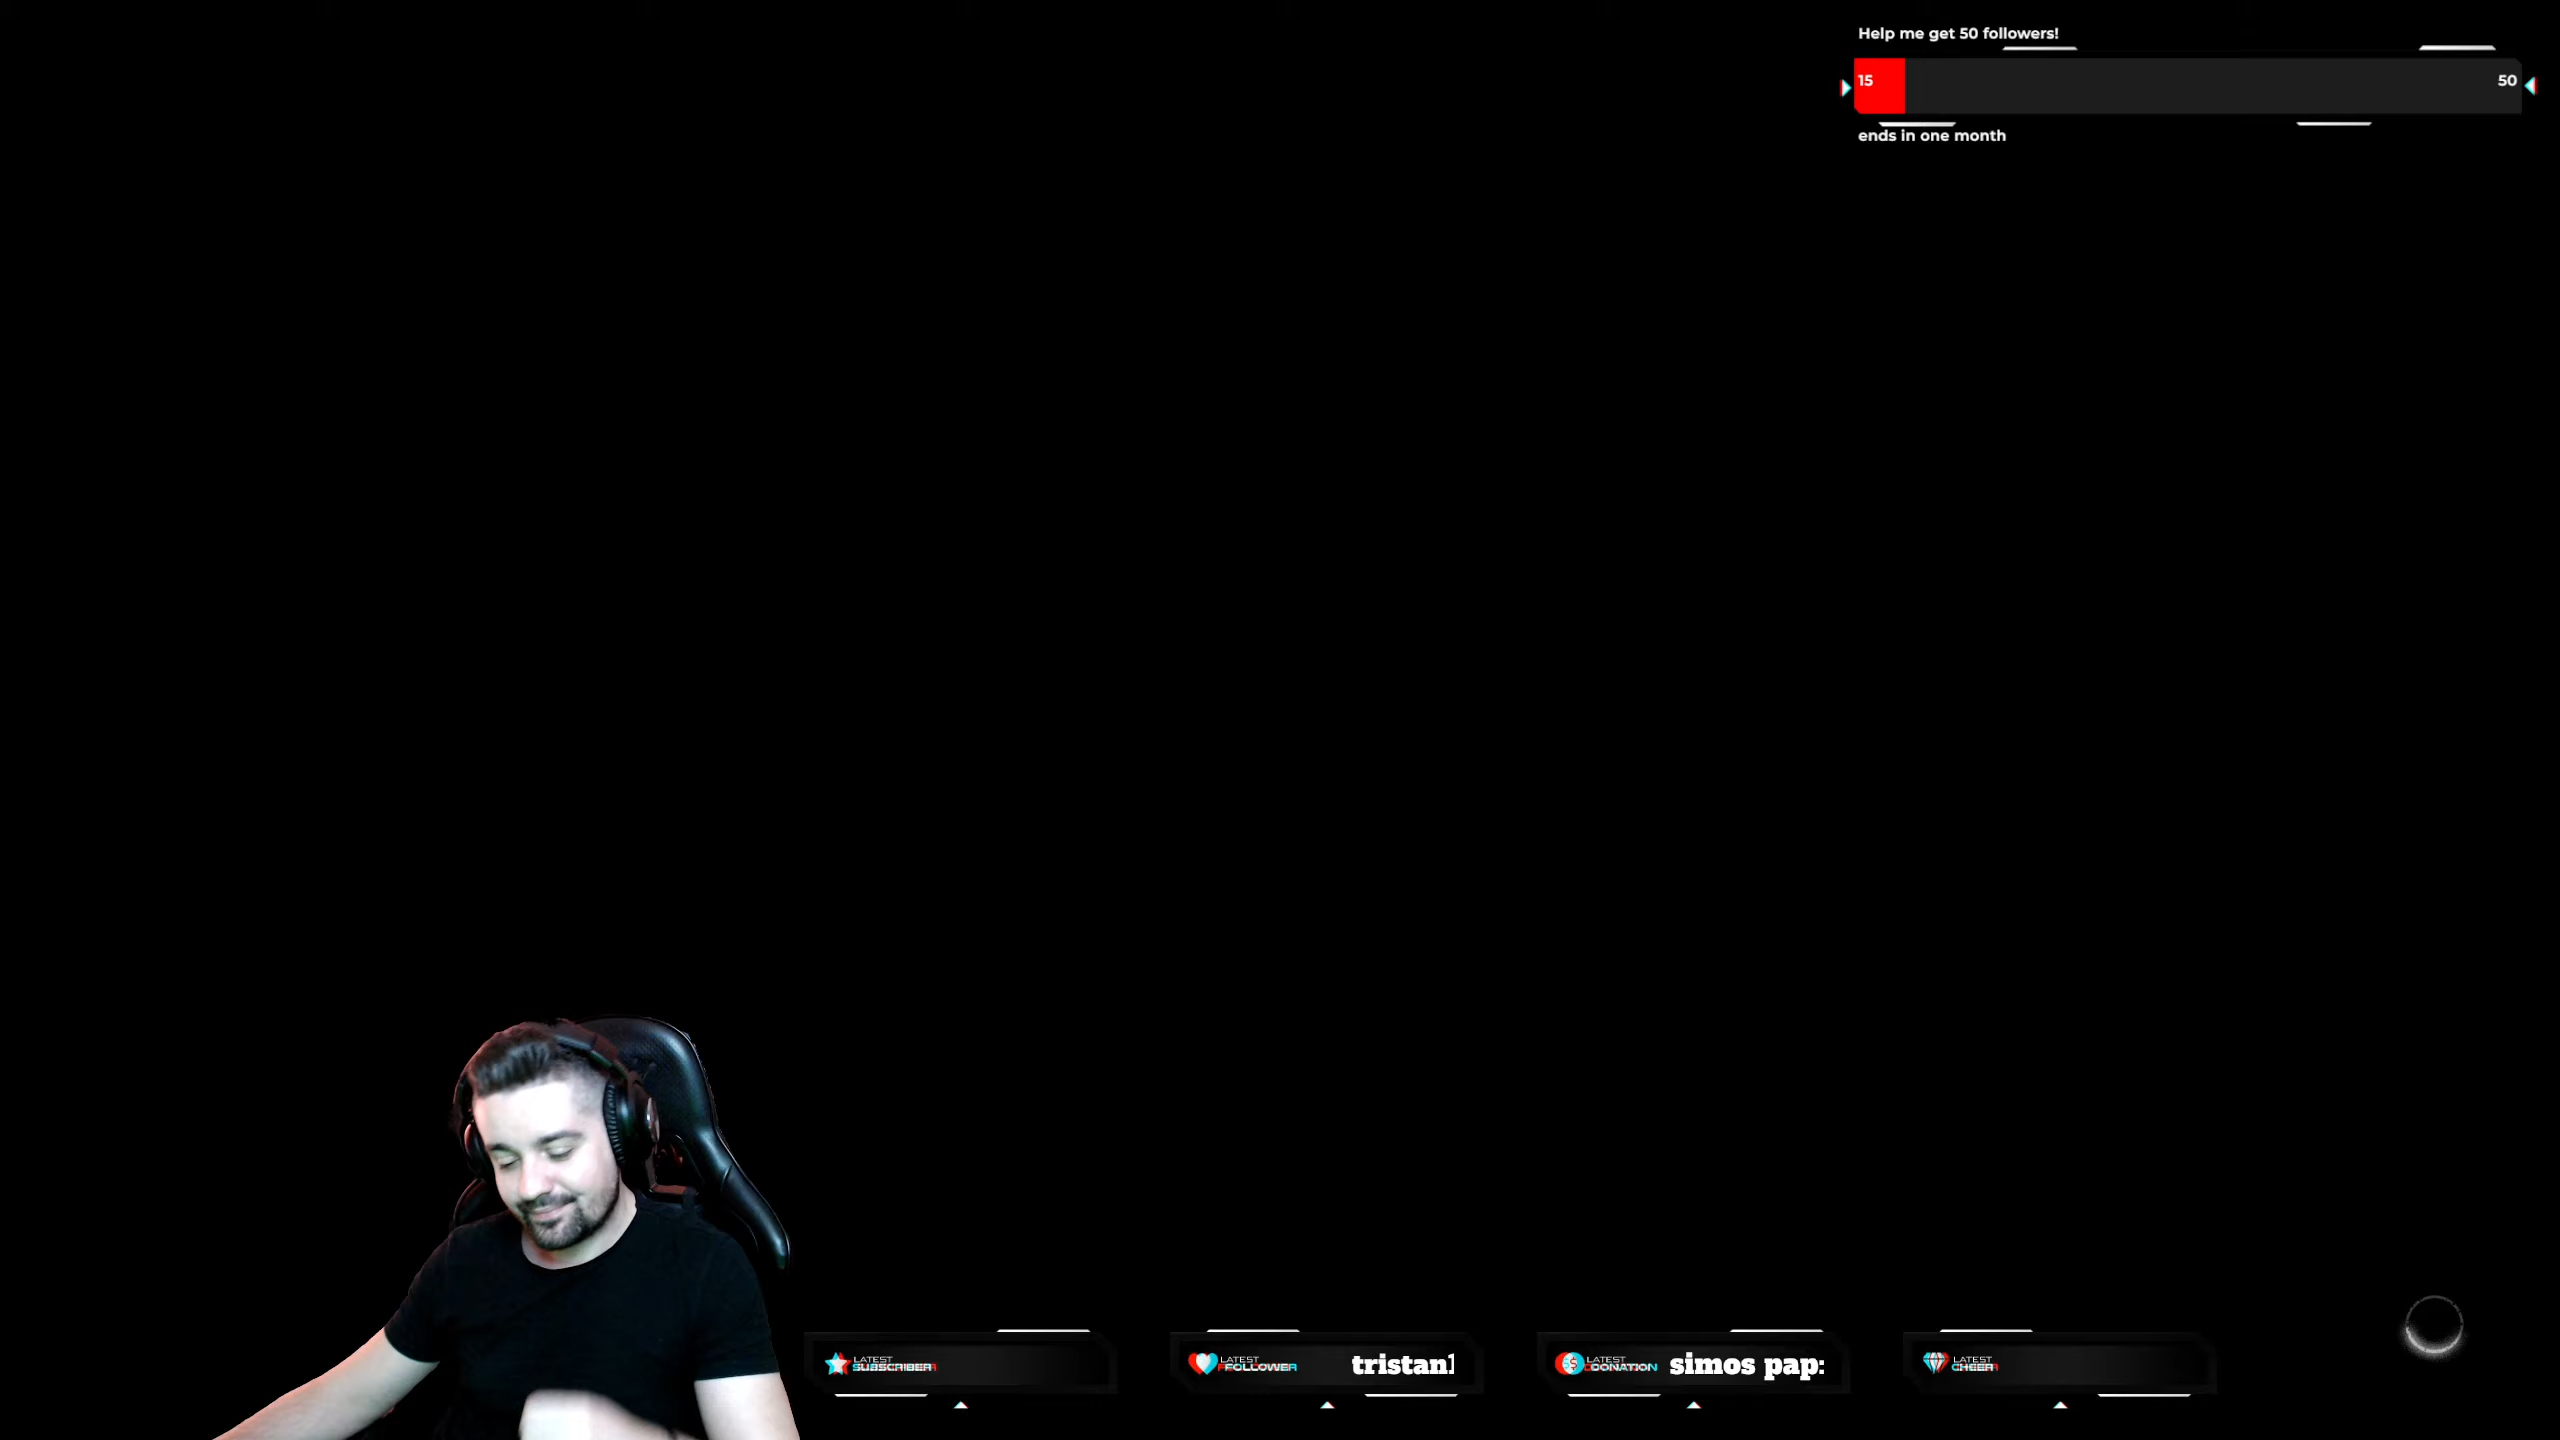 Help me get 50 followers!
15
50
ends in one month
LATEST
SUBSCRIBER
LATEST
FOLLOWER
tristan1
LATEST
DONATION
simos pap:
LATEST
CHEER